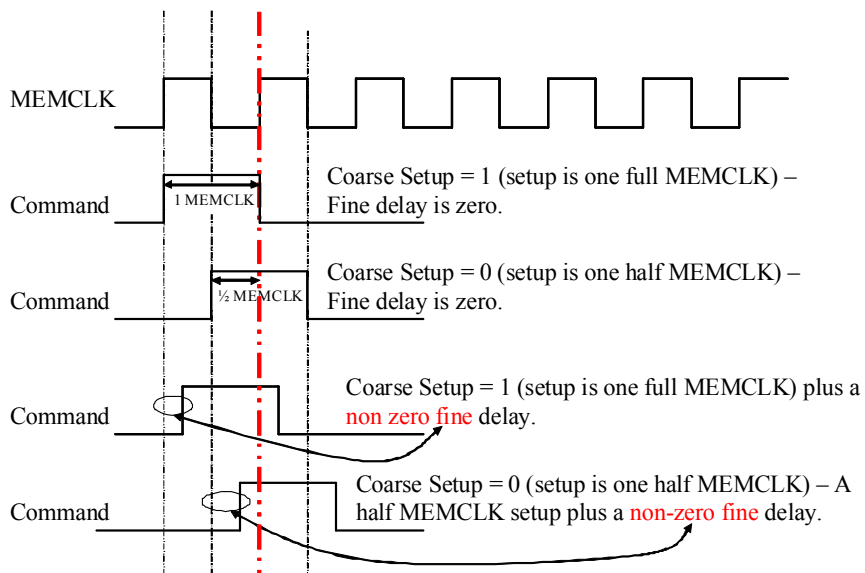 MEMCLK
Command
1 MEMCLK
Coarse Setup = 1 (setup is one full MEMCLK) –
Fine delay is zero.
Command
½ MEMCLK
Coarse Setup = 0 (setup is one half MEMCLK) –
Fine delay is zero.
Command
Coarse Setup = 1 (setup is one full MEMCLK) plus a
non zero fine delay.
Command
Coarse Setup = 0 (setup is one half MEMCLK) – A
half MEMCLK setup plus a non-zero fine delay.